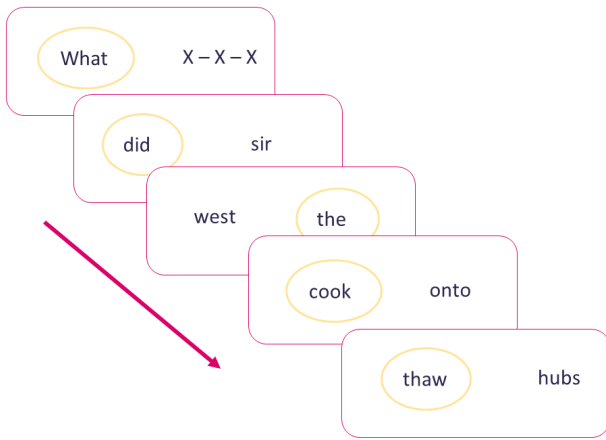 What X – X – X
did sir
west the
cook onto
thaw hubs